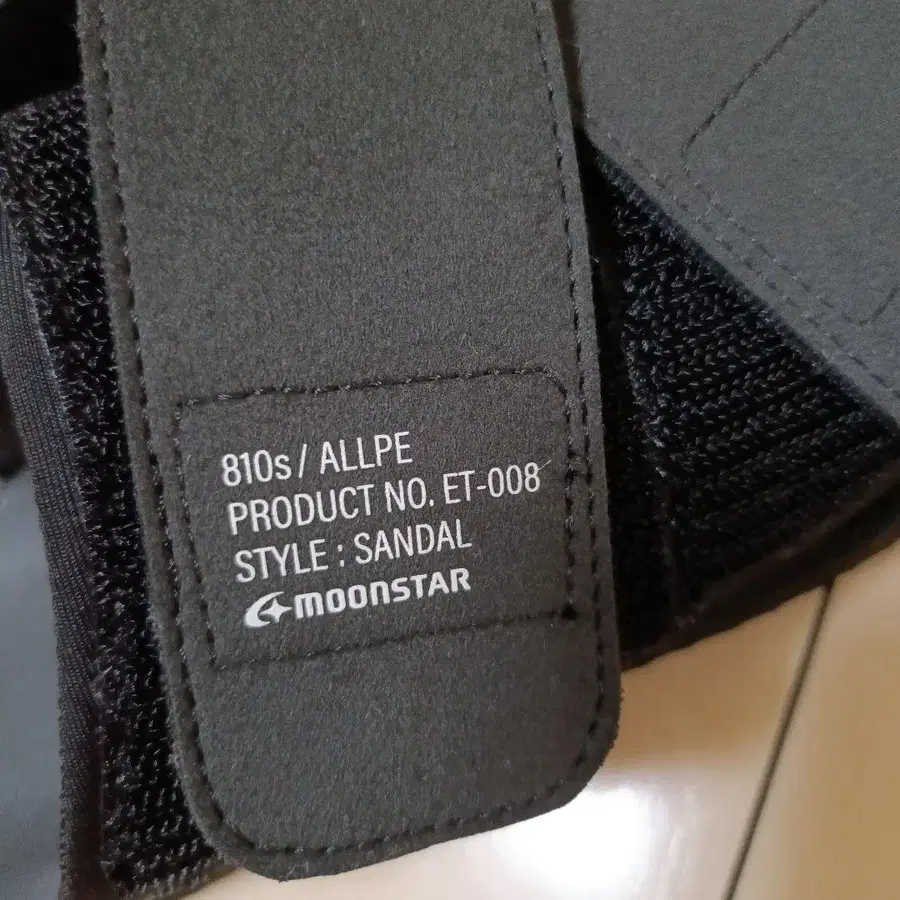 810s / ALLPE
PRODUCT NO. ET-008
STYLE : SANDAL
MOONSTAR